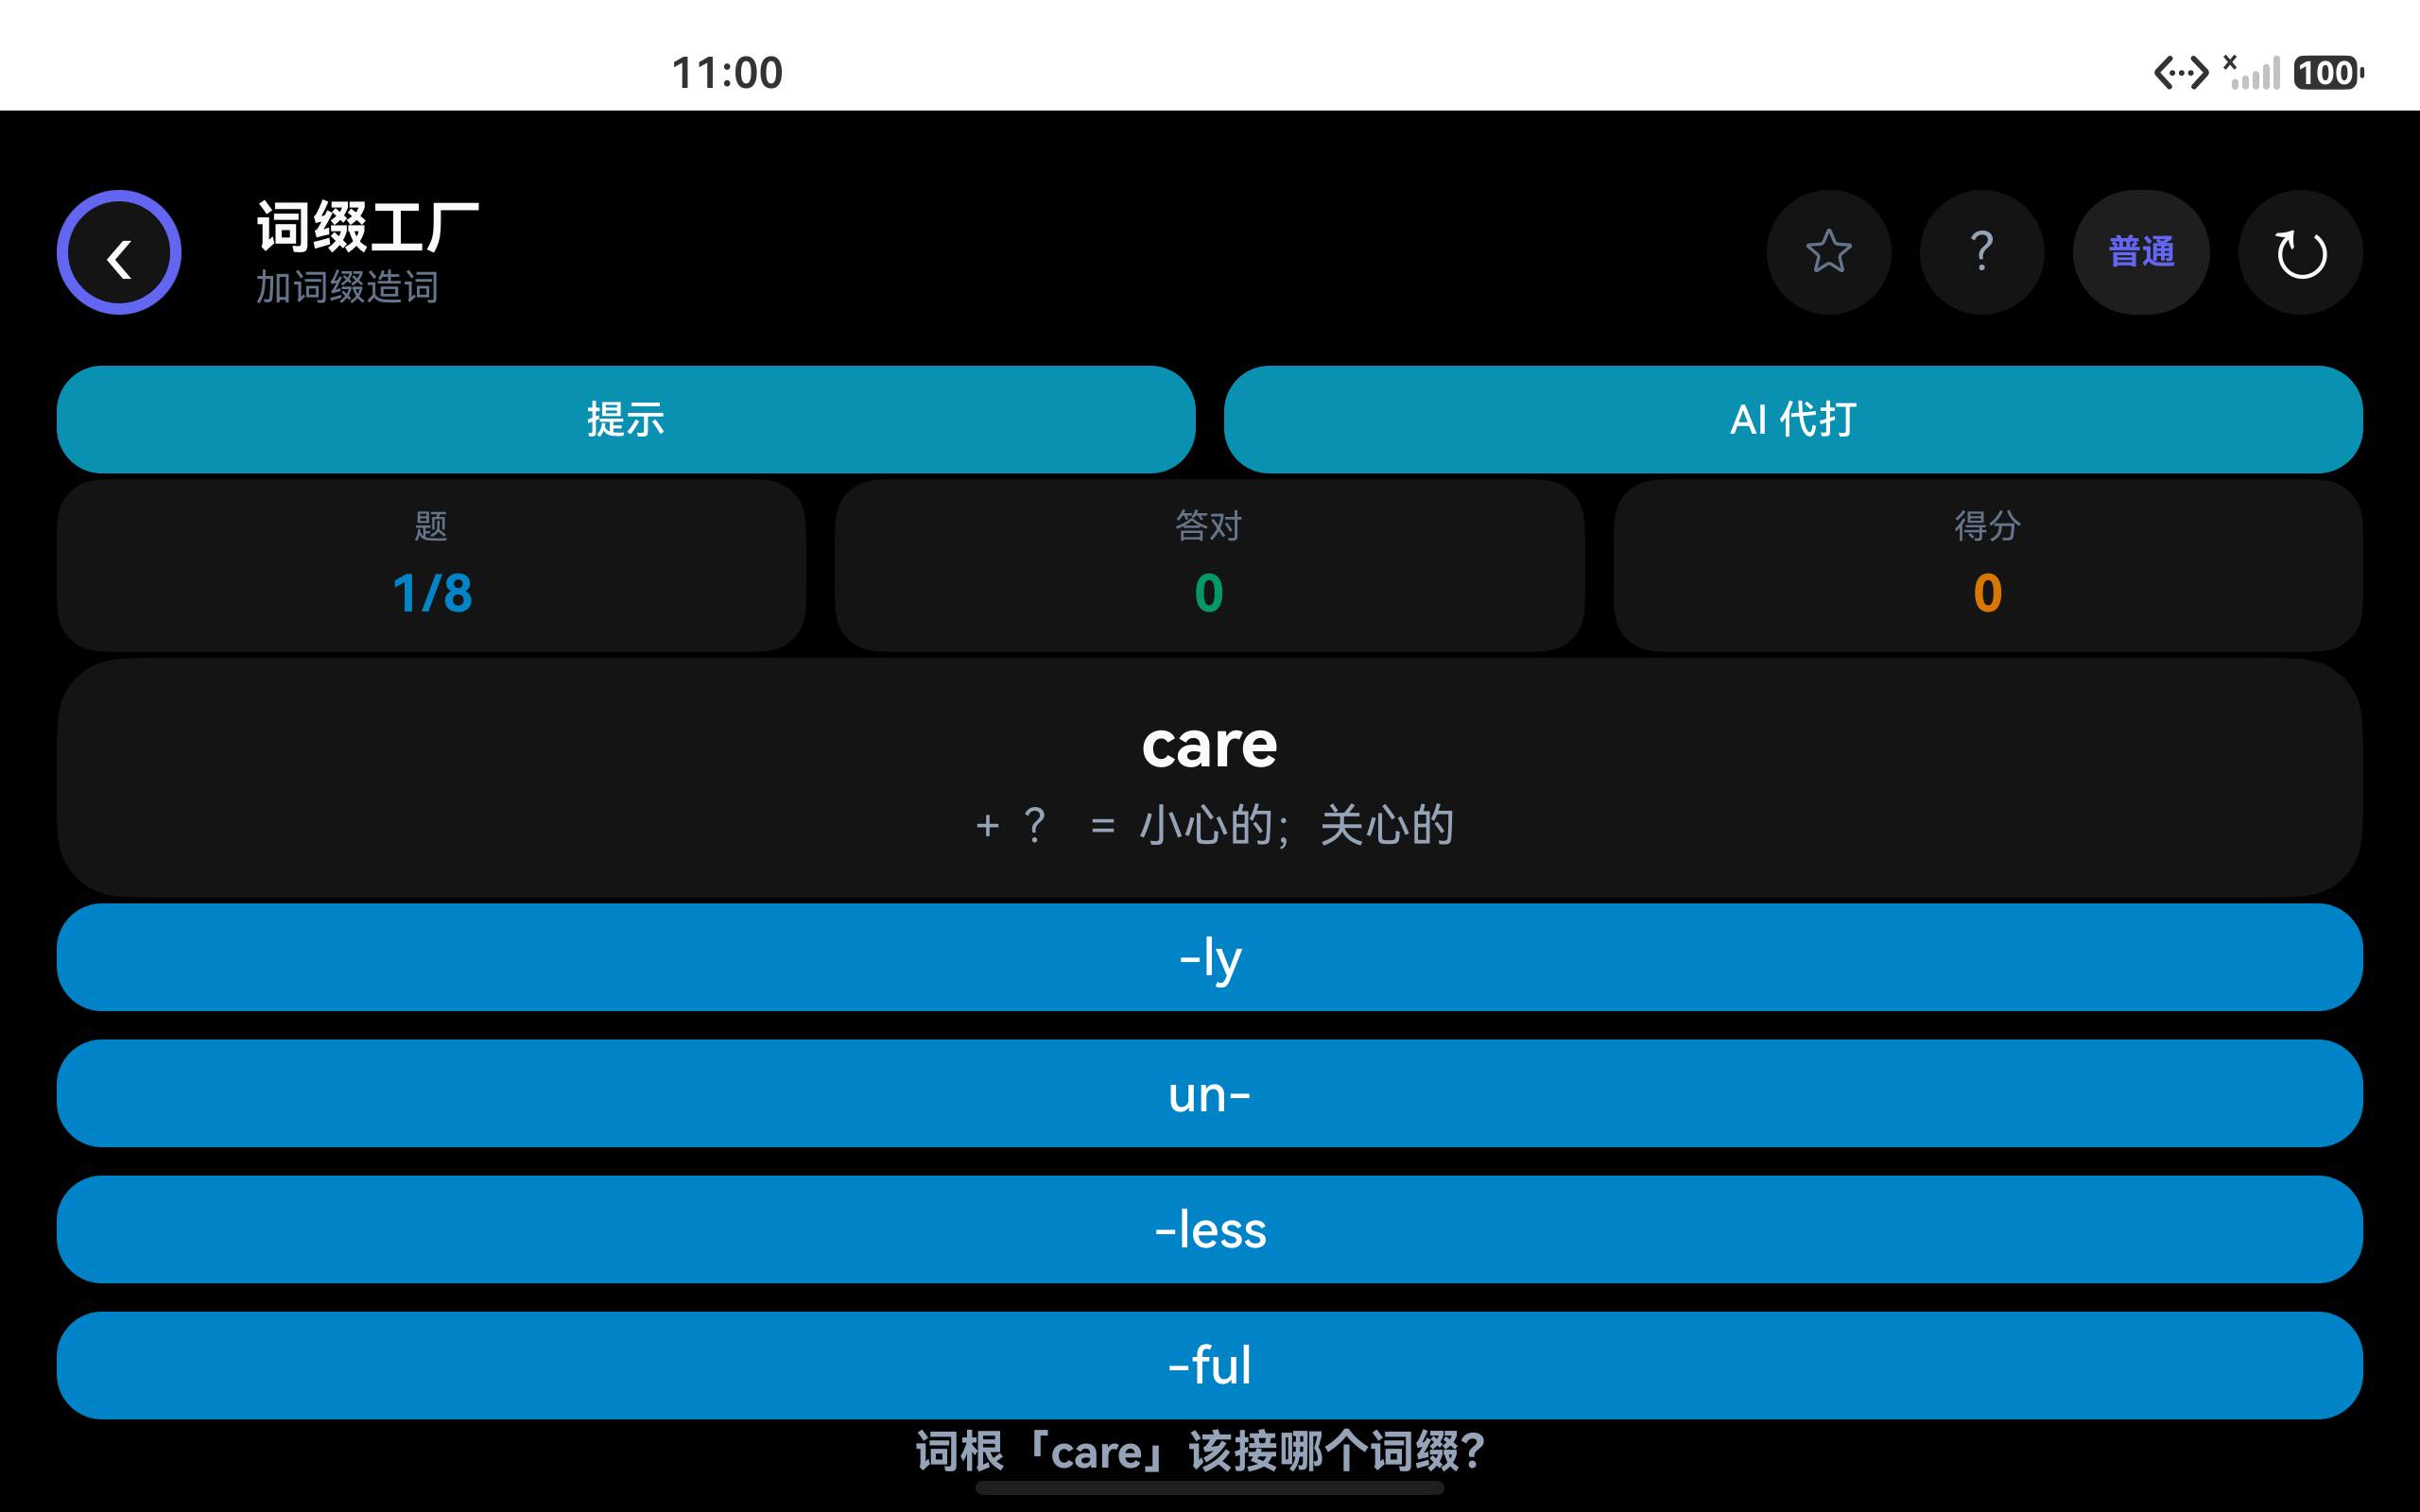 11:00
100
词缀工厂
加词缀造词
?
普通
提示
AI 代打
题
答对
得分
1/8
0
0
care
+ ？ = 小心的；关心的
-ly
un-
-less
-ful
词根「care」该接哪个词缀？